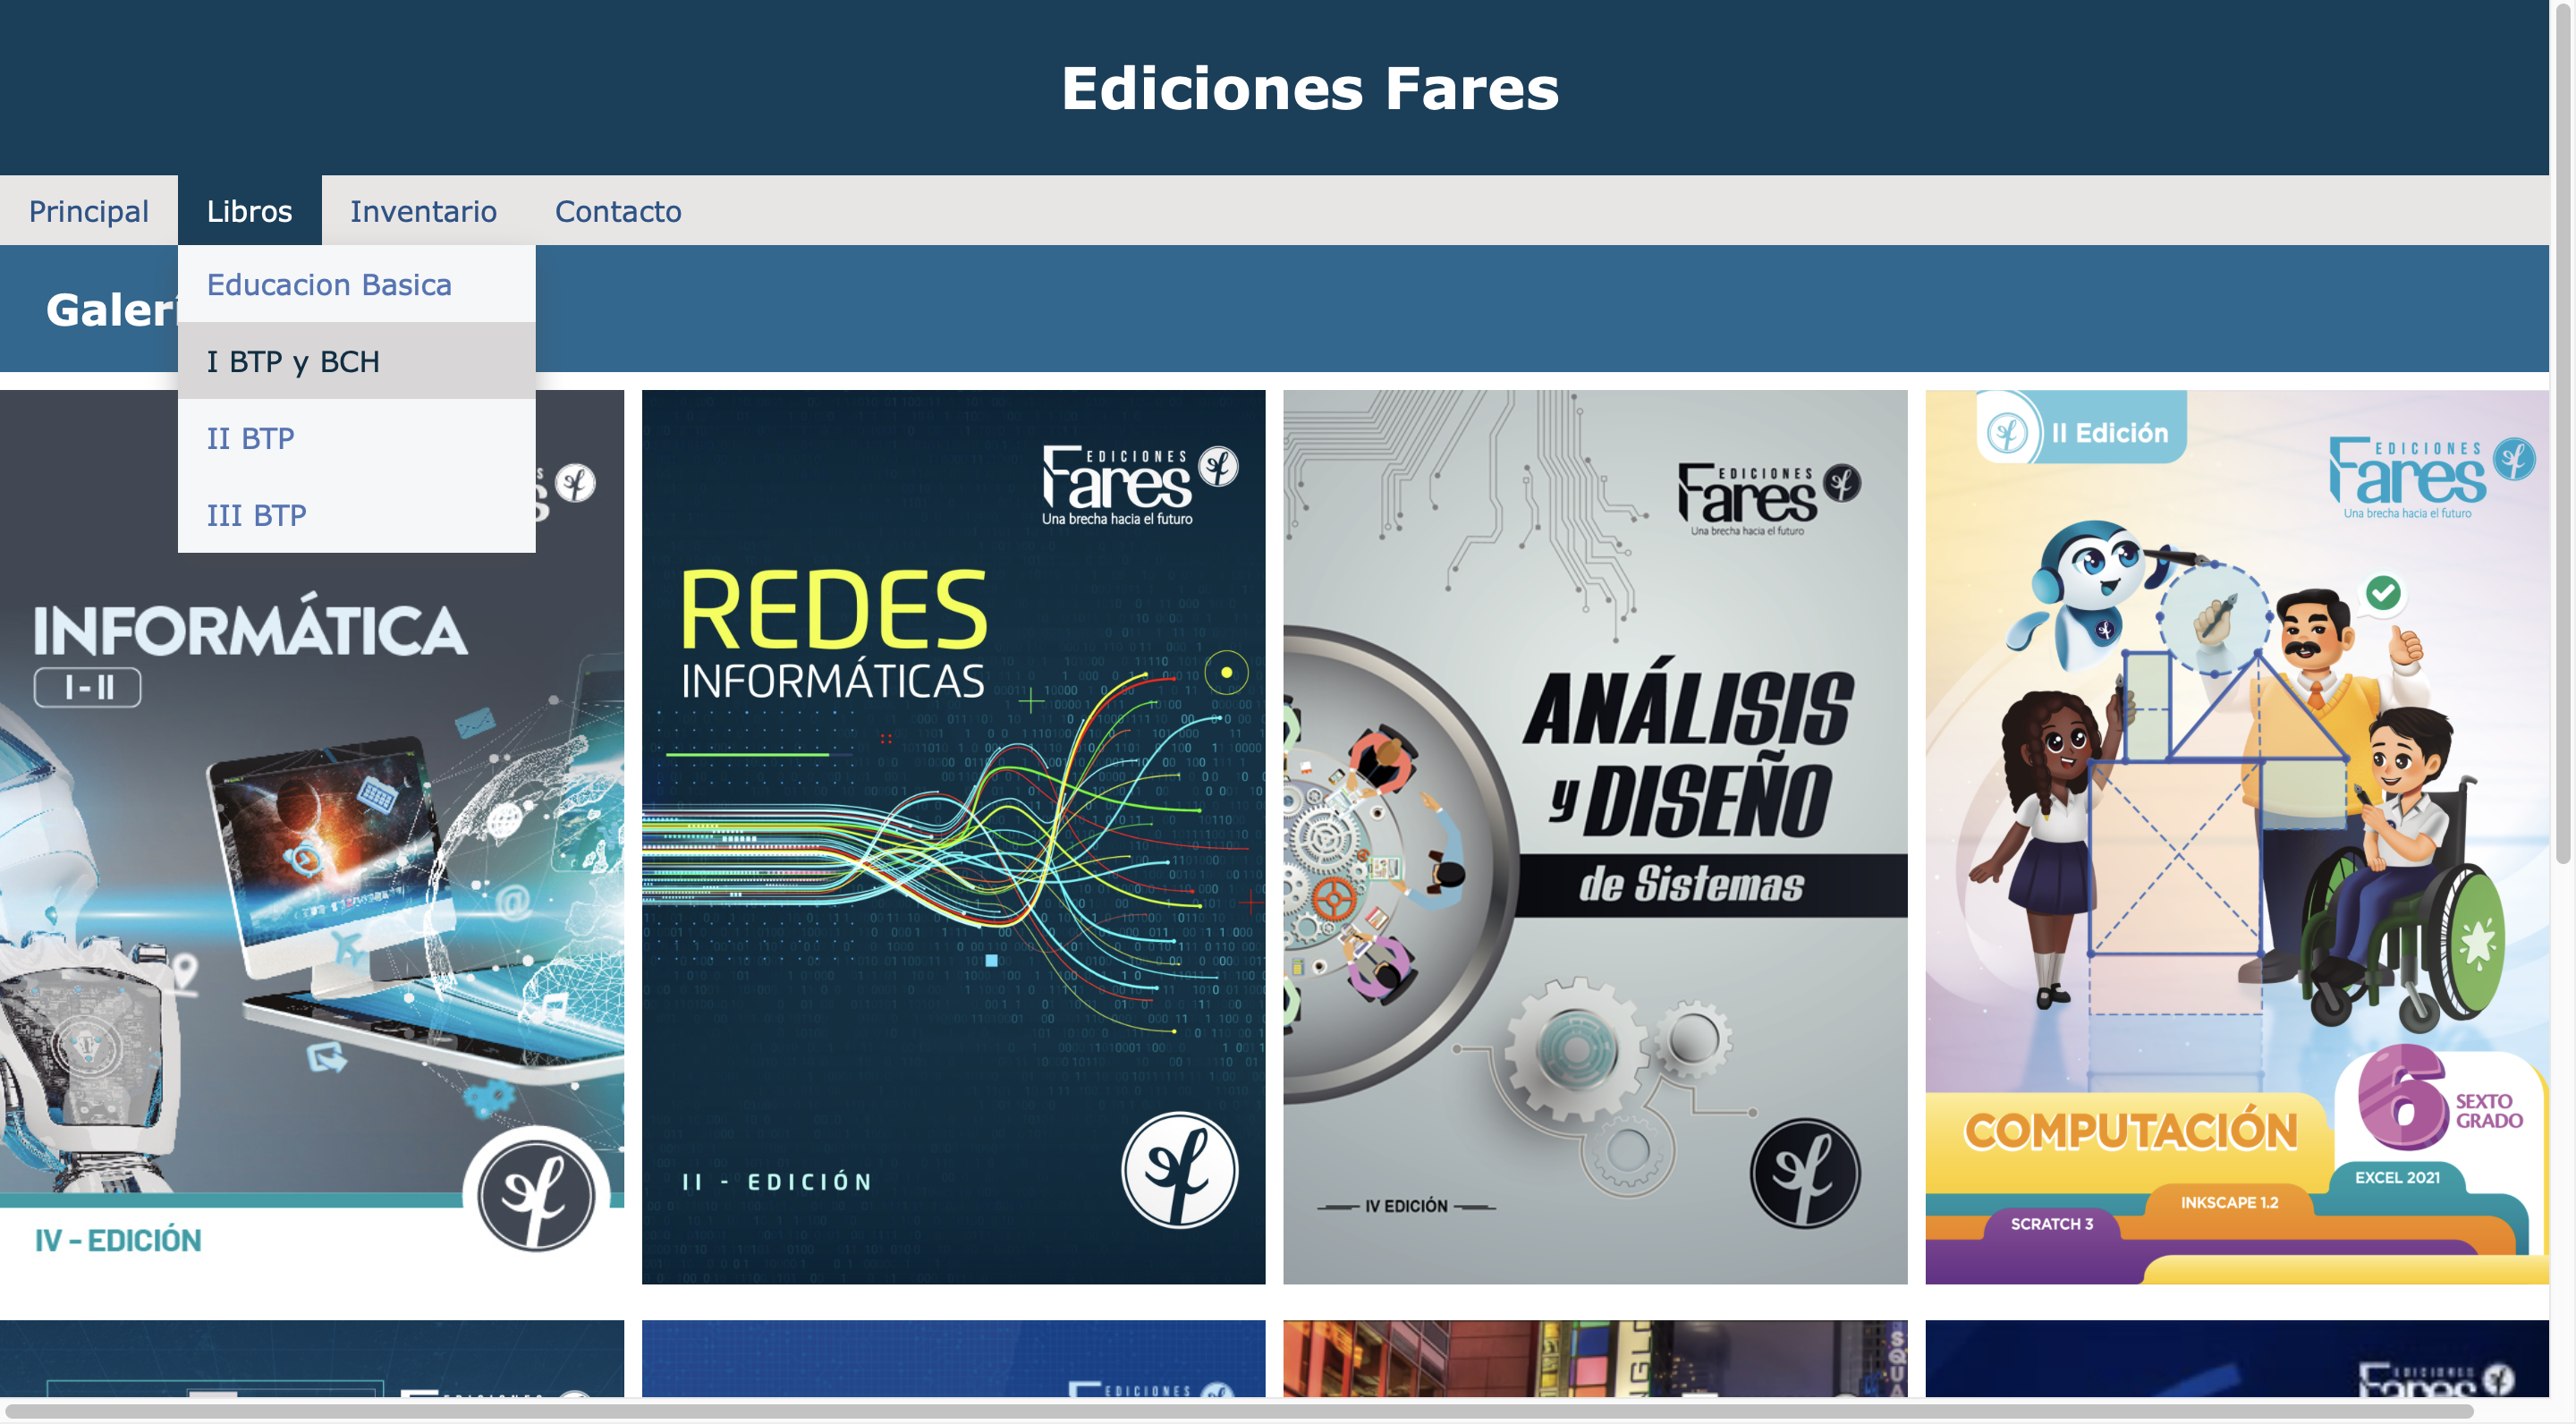 Ediciones Fares
Principal
Libros
Inventario
Contacto
Educacion Basica
I BTP y BCH
II BTP
III BTP
INFORMÁTICA
I - II
IV - EDICIÓN
EDICIONES
Fares
Una brecha hacia el futuro
REDES
INFORMÁTICAS
II - EDICIÓN
EDICIONES
Fares
Una brecha hacia el futuro
ANÁLISIS
y DISEÑO
de Sistemas
IV EDICIÓN
II Edición
EDICIONES
Fares
Una brecha hacia el futuro
COMPUTACIÓN
6
SEXTO
GRADO
EXCEL 2021
INKSCAPE 1.2
SCRATCH 3
EDICIONES